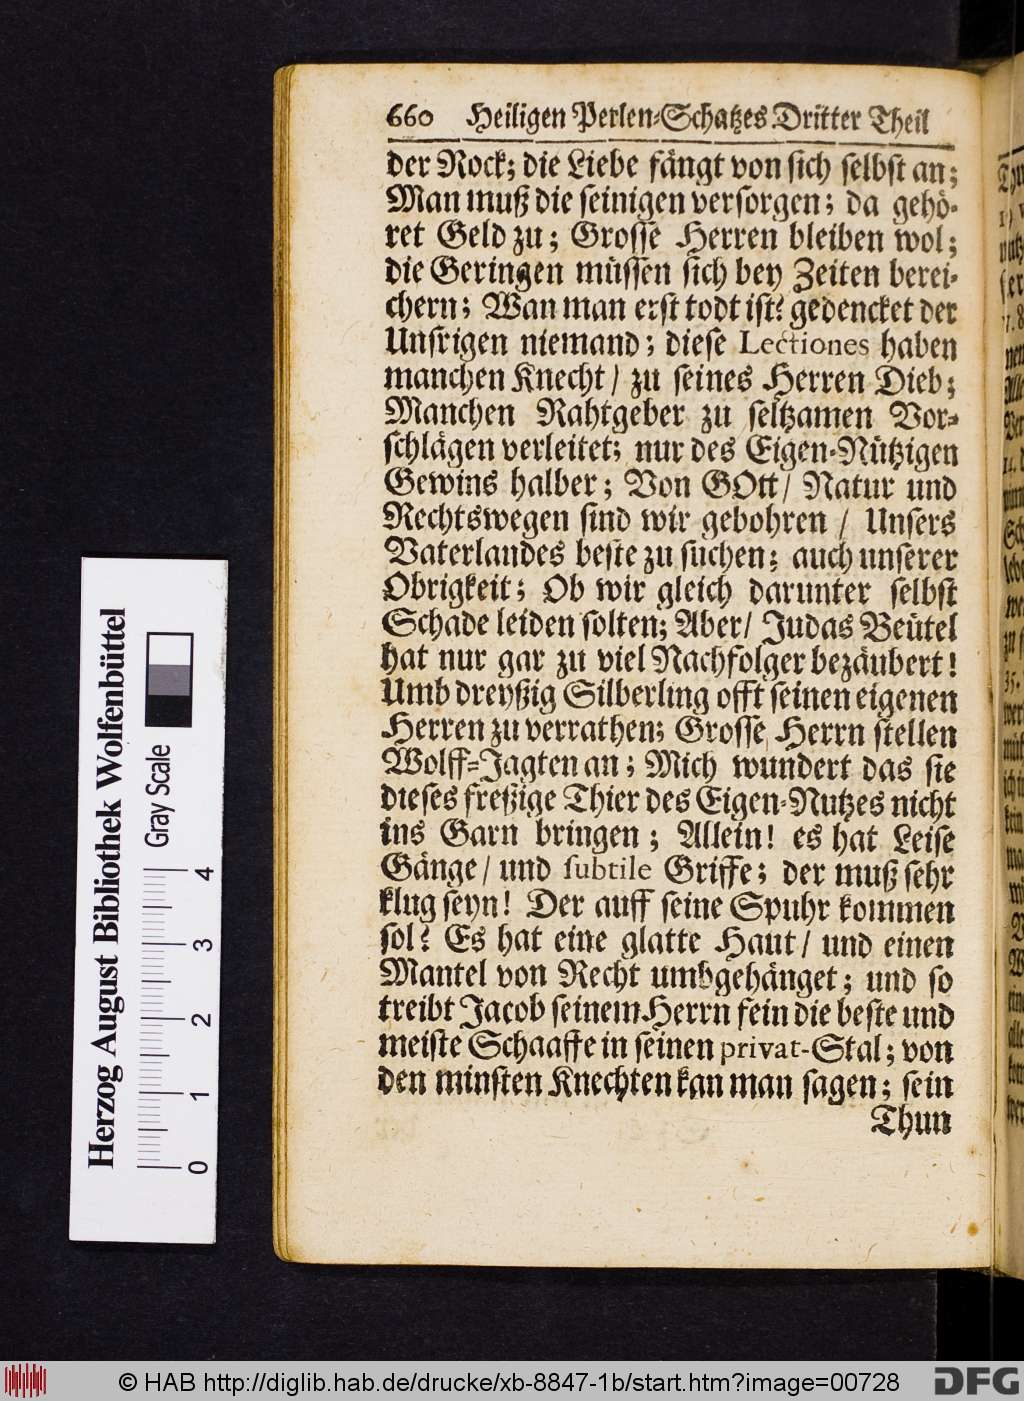 660 Heiligen Perlen-Schatzes Dritter Theil
der Rock; die Liebe fängt von sich selbst an;
Man muß die seinigen versorgen; da gehö-
ret Geld zu; Grosse Herren bleiben wol;
die Geringen müssen sich bey Zeiten berei-
chern; Wan man erst todt ist? gedencket der
Unsrigen niemand; diese Lectiones haben
manchen Knecht / zu seines Herren Dieb;
Manchen Rahtgeber zu seltzamen Vor-
schlägen verleitet; nur des Eigen-Nützigen
Gewins halber; Von GOtt / Natur und
Rechtswegen sind wir gebohren / Unsers
Vaterlandes beste zu suchen; auch unserer
Obrigkeit; Ob wir gleich darunter selbst
Schade leiden solten; Aber / Judas Beütel
hat nur gar zu viel Nachfolger bezäubert!
Umb dreyßig Silberling offt seinen eigenen
Herren zu verrathen; Grosse Herrn stellen
Wolff-Jagten an; Mich wundert das sie
dieses freßige Thier des Eigen-Nutzes nicht
ins Garn bringen; Allein! es hat Leise
Gänge / und subtile Griffe; der muß sehr
klug seyn! Der auff seine Spuhr kommen
sol? Es hat eine glatte Haut / und einen
Mantel von Recht umbgehänget; und so
treibt Jacob seinem Herrn fein die beste und
meiste Schaaffe in seinen privat-Stal; von
den minsten Knechten kan man sagen; sein
Thun
Herzog August Bibliothek Wolfenbüttel
Gray Scale
0 1 2 3 4
© HAB http://diglib.hab.de/drucke/xb-8847-1b/start.htm?image=00728
DFG